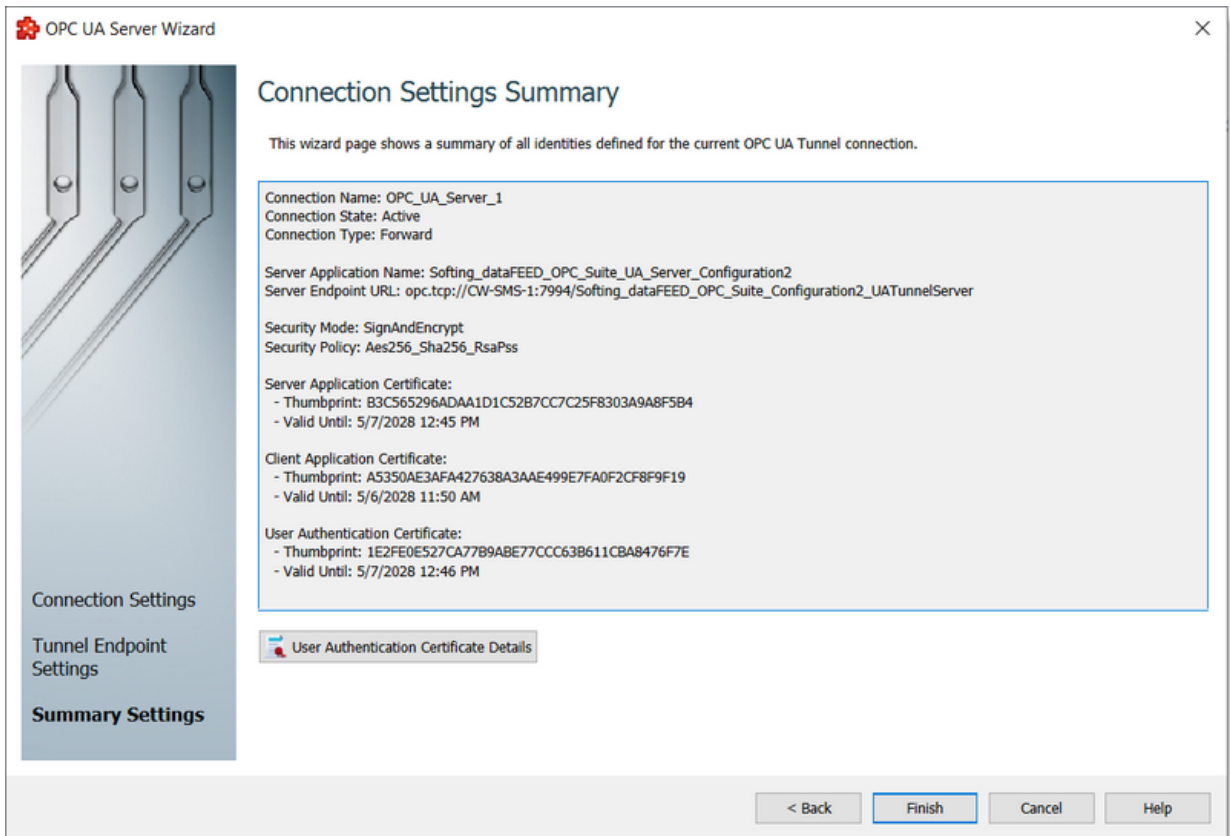 OPC UA Server Wizard
Connection Settings Summary
This wizard page shows a summary of all identities defined for the current OPC UA Tunnel connection.
Connection Name: OPC_UA_Server_1
Connection State: Active
Connection Type: Forward
Server Application Name: Softing_dataFEED_OPC_Suite_UA_Server_Configuration2
Server Endpoint URL: opc.tcp://CW-SMS-1:7994/Softing_dataFEED_OPC_Suite_Configuration2_UATunnelServer
Security Mode: SignAndEncrypt
Security Policy: Aes256_Sha256_RsaPss
Server Application Certificate:
- Thumbprint: B3C565296ADAA1D1C52B7CC7C25F8303A9A8F5B4
- Valid Until: 5/7/2028 12:45 PM
Client Application Certificate:
- Thumbprint: A5350AE3AFA427638A3AAE499E7FA0F2CF8F9F19
- Valid Until: 5/6/2028 11:50 AM
User Authentication Certificate:
- Thumbprint: 1E2FE0E527CA77B9ABE77CCC63B611CBA8476F7E
- Valid Until: 5/7/2028 12:46 PM
User Authentication Certificate Details
Connection Settings
Tunnel Endpoint
Settings
Summary Settings
< Back
Finish
Cancel
Help